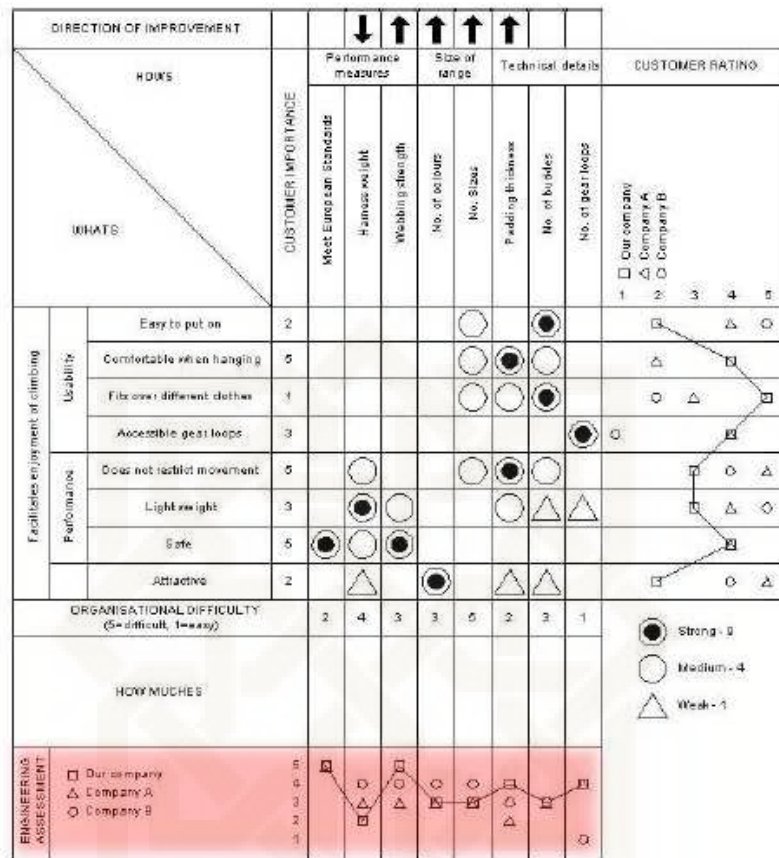 DIRECTION OF IMPROVEMENT
HOWS
WHATS
CUSTOMER IMPORTANCE
Performance measures
Size of range
Technical details
CUSTOMER RATING
Meet European Standards
Harness weight
Webbing strength
No. of colours
No. Sizes
Padding thickness
No. of buckles
No. of gear loops
Our company
Company A
Company B
1 2 3 4 5
Facilitates enjoyment of climbing
Usability
Easy to put on 2
Comfortable when hanging 5
Fits over different clothes 1
Accessible gear loops 3
Performance
Does not restrict movement 5
Light weight 3
Safe 5
Attractive 2
ORGANISATIONAL DIFFICULTY
(5=difficult, 1=easy)
2 4 3 3 5 2 3 1
Strong - 9
Medium - 4
Weak - 1
HOW MUCHES
ENGINEERING ASSESSMENT
Our company
Company A
Company B
5
4
3
2
1